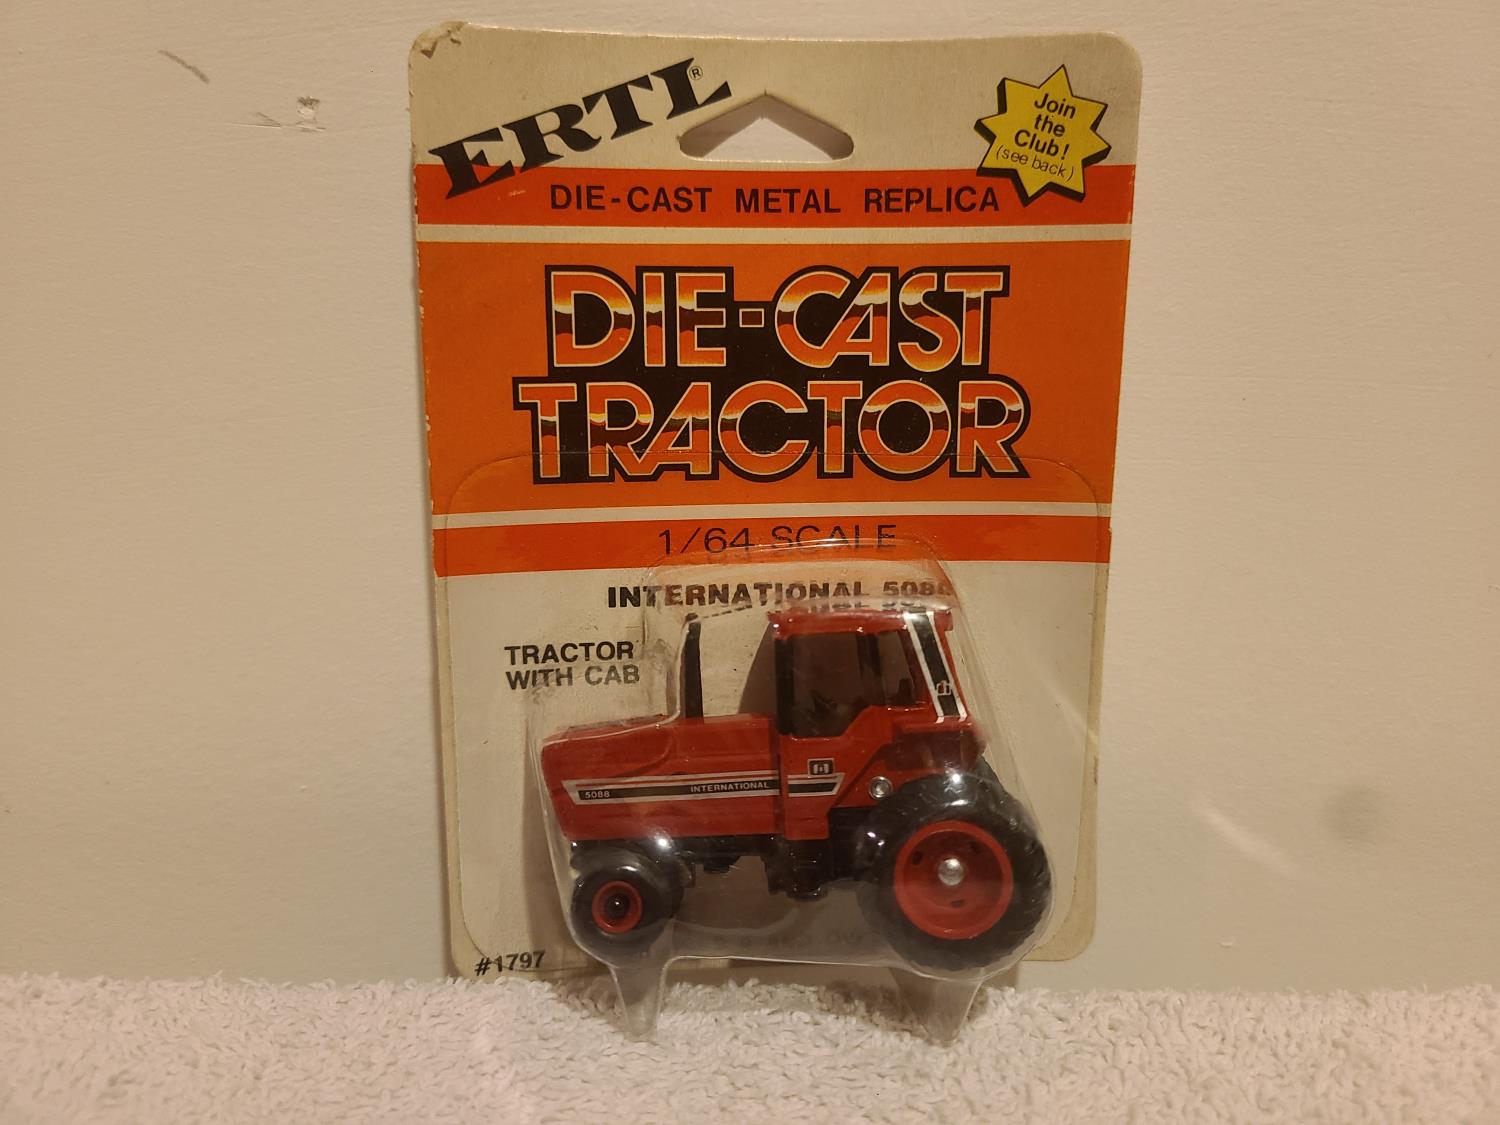 ERTL®
Join
the
Club!
(see back)
DIE-CAST METAL REPLICA
DIE-CAST
TRACTOR
1/64 SCALE
INTERNATIONAL 5088
TRACTOR
WITH CAB
5088 INTERNATIONAL
#1797